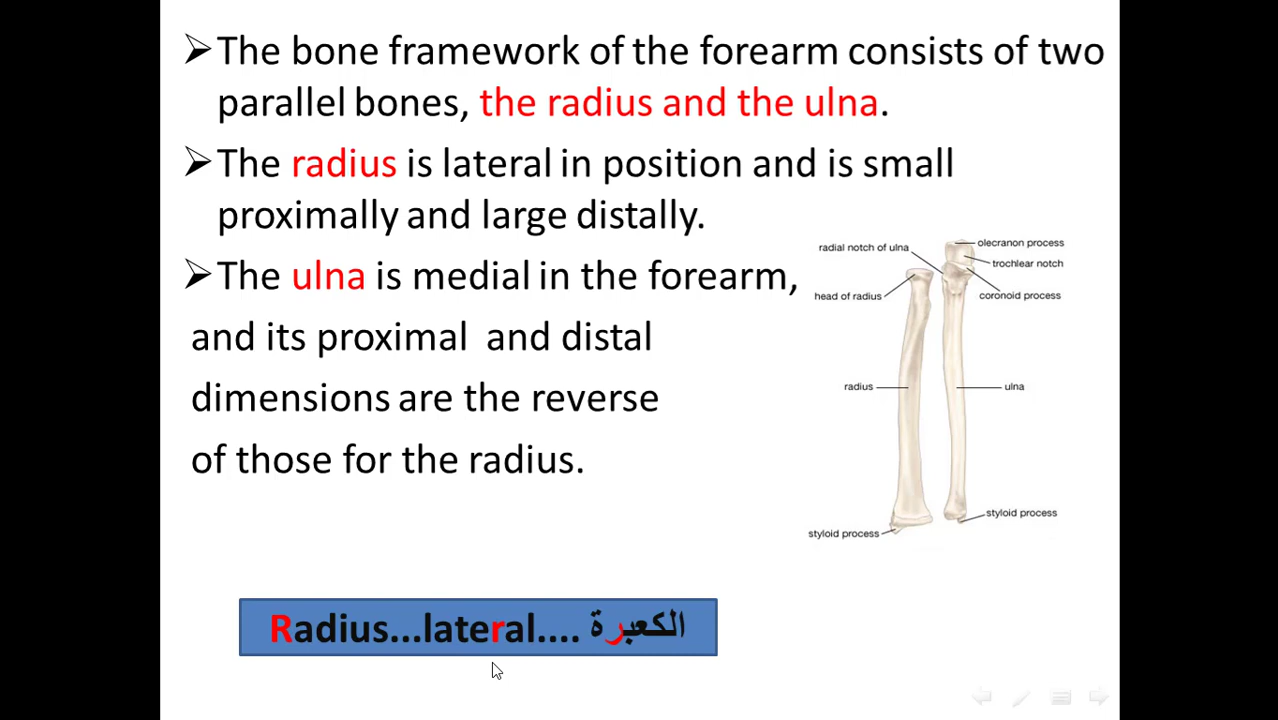 ➢The bone framework of the forearm consists of two
parallel bones, the radius and the ulna.
➢The radius is lateral in position and is small
proximally and large distally.
➢The ulna is medial in the forearm,
and its proximal and distal
dimensions are the reverse
of those for the radius.
radial notch of ulna
olecranon process
trochlear notch
head of radius
coronoid process
radius
ulna
styloid process
styloid process
Radius...lateral.... الكعبرة